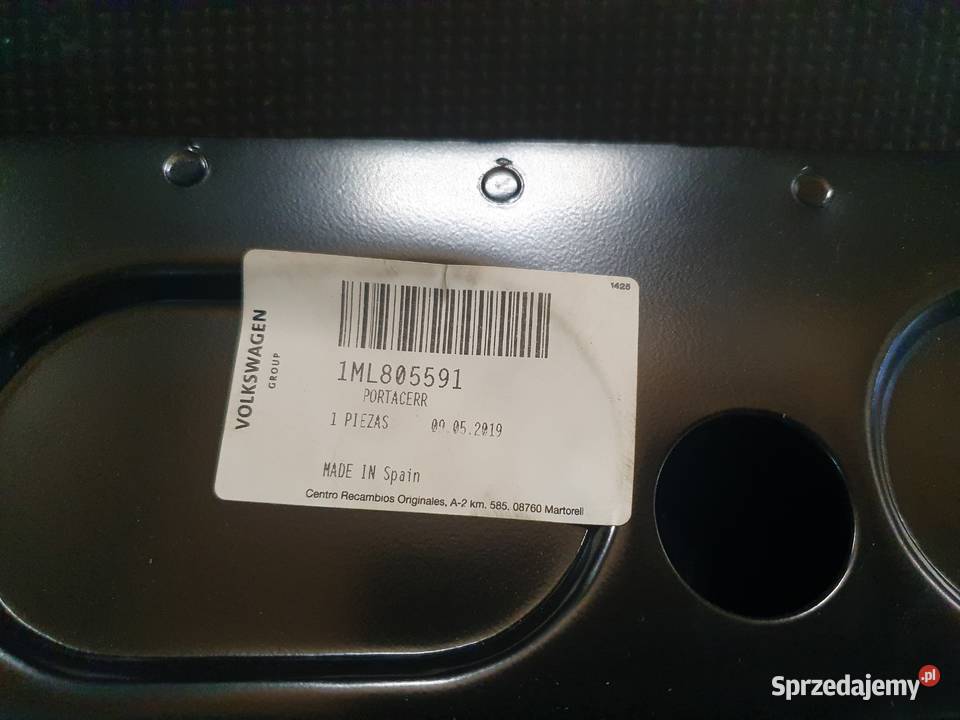 1425
VOLKSWAGEN
GROUP
1ML805591
PORTACERR
1 PIEZAS 09.05.2019
MADE IN Spain
Centro Recambios Originales, A-2 km. 585. 08760 Martorell
Sprzedajemy.pl